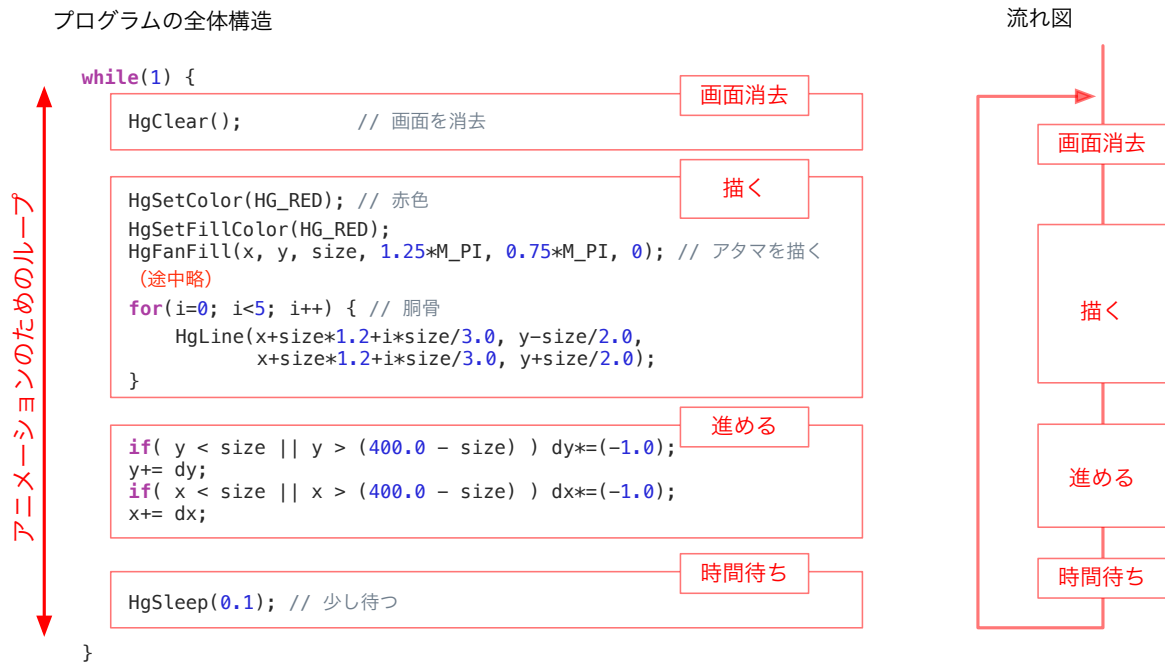 プログラムの全体構造
流れ図
while(1) {
画面消去
HgClear(); // 画面を消去
描く
HgSetColor(HG_RED); // 赤色
HgSetFillColor(HG_RED);
HgFanFill(x, y, size, 1.25*M_PI, 0.75*M_PI, 0); // アタマを描く
（途中略）
for(i=0; i<5; i++) { // 胴骨
HgLine(x+size*1.2+i*size/3.0, y-size/2.0,
x+size*1.2+i*size/3.0, y+size/2.0);
}
進める
if( y < size || y > (400.0 - size) ) dy*=(-1.0);
y+= dy;
if( x < size || x > (400.0 - size) ) dx*=(-1.0);
x+= dx;
時間待ち
HgSleep(0.1); // 少し待つ
}
アニメーションのためのループ
画面消去
描く
進める
時間待ち